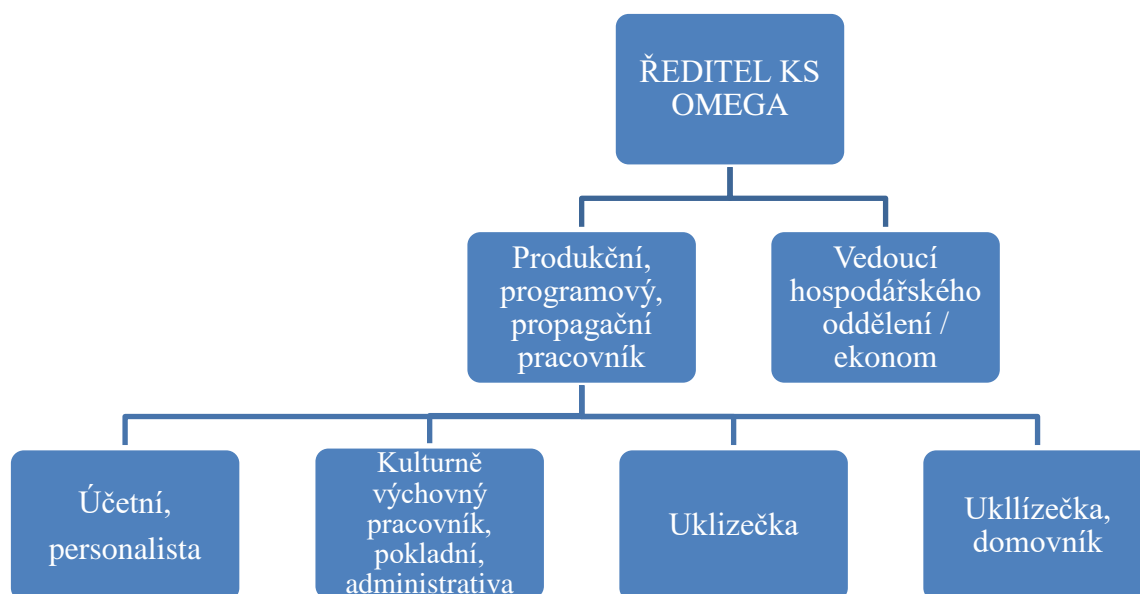 ŘEDITEL KS
OMEGA
Produkční,
programový,
propagační
pracovník
Vedoucí
hospodářského
oddělení /
ekonom
Účetní,
personalista
Kulturně
výchovný
pracovník,
pokladní,
administrativa
Uklizečka
Ukllízečka,
domovník